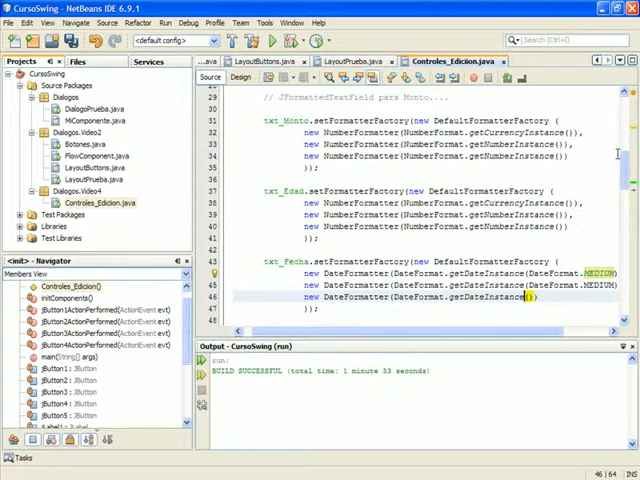 CursoSwing - NetBeans IDE 6.9.1
File Edit View Navigate Source Refactor Run Debug Profile Team Tools Window Help
<default config>
Search (Ctrl+I)
Projects
Files
Services
...ava
LayoutButtons.java
LayoutPrueba.java
Controles_Edicion.java
Source
Design
CursoSwing
Source Packages
Dialogos
DialogoPrueba.java
MiComponente.java
Dialogos.Video2
Botones.java
FlowComponent.java
LayoutButtons.java
LayoutPrueba.java
Dialogos.Video4
Controles_Edicion.java
Test Packages
Libraries
Test Libraries
28
29 // JFormattedTextField para Monto....
30
31 txt_Monto.setFormatterFactory(new DefaultFormatterFactory (
32 new NumberFormatter(NumberFormat.getCurrencyInstance()),
33 new NumberFormatter(NumberFormat.getNumberInstance()),
34 new NumberFormatter(NumberFormat.getNumberInstance())
35 ));
36
37 txt_Edad.setFormatterFactory(new DefaultFormatterFactory (
38 new NumberFormatter(NumberFormat.getCurrencyInstance()),
39 new NumberFormatter(NumberFormat.getNumberInstance()),
40 new NumberFormatter(NumberFormat.getNumberInstance())
41 ));
42
43 txt_Fecha.setFormatterFactory(new DefaultFormatterFactory (
new DateFormatter(DateFormat.getDateInstance(DateFormat.MEDIUM)
45 new DateFormatter(DateFormat.getDateInstance(DateFormat.MEDIUM)
46 new DateFormatter(DateFormat.getDateInstance())
47 ));
48
<init> - Navigator
Members View
Controles_Edicion()
initComponents()
jButton1ActionPerformed(ActionEvent evt)
jButton2ActionPerformed(ActionEvent evt)
jButton3ActionPerformed(ActionEvent evt)
main(String[] args)
jButton1 : JButton
jButton2 : JButton
jButton3 : JButton
jButton4 : JButton
jButton5 : JButton
jLabel1 : JLabel
Output - CursoSwing (run)
run:
BUILD SUCCESSFUL (total time: 1 minute 33 seconds)
Tasks
46 | 64
INS